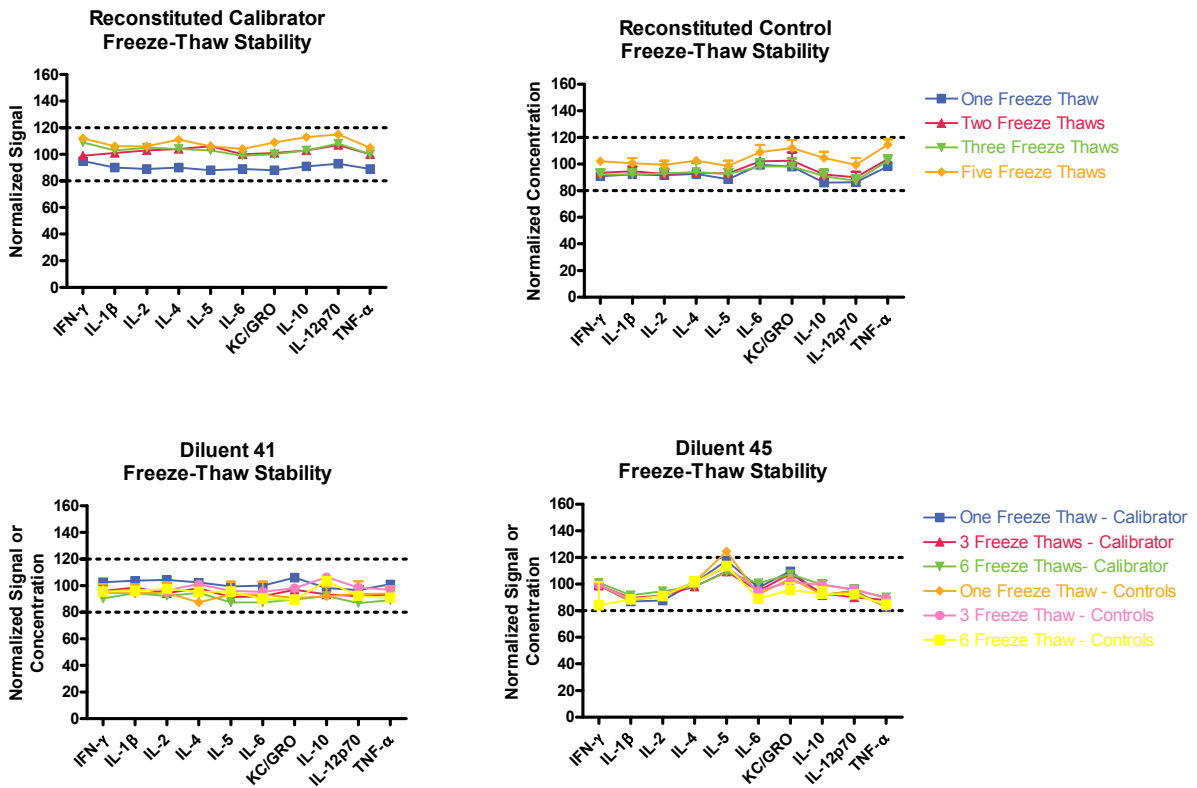 Reconstituted Calibrator
Freeze-Thaw Stability
Normalized Signal
160
140
120
100
80
60
40
20
0
IFN-γ
IL-1β
IL-2
IL-4
IL-5
IL-6
KC/GRO
IL-10
IL-12p70
TNF-α
Reconstituted Control
Freeze-Thaw Stability
Normalized Concentration
160
140
120
100
80
60
40
20
0
IFN-γ
IL-1β
IL-2
IL-4
IL-5
IL-6
KC/GRO
IL-10
IL-12p70
TNF-α
One Freeze Thaw
Two Freeze Thaws
Three Freeze Thaws
Five Freeze Thaws
Diluent 41
Freeze-Thaw Stability
Normalized Signal or
Concentration
160
140
120
100
80
60
40
20
0
IFN-γ
IL-1β
IL-2
IL-4
IL-5
IL-6
KC/GRO
IL-10
IL-12p70
TNF-α
Diluent 45
Freeze-Thaw Stability
Normalized Signal or
Conentration
160
140
120
100
80
60
40
20
0
IFN-γ
IL-1β
IL-2
IL-4
IL-5
IL-6
KC/GRO
IL-10
IL-12p70
TNF-α
One Freeze Thaw - Calibrator
3 Freeze Thaws - Calibrator
6 Freeze Thaws- Calibrator
One Freeze Thaw - Controls
3 Freeze Thaw - Controls
6 Freeze Thaw - Controls